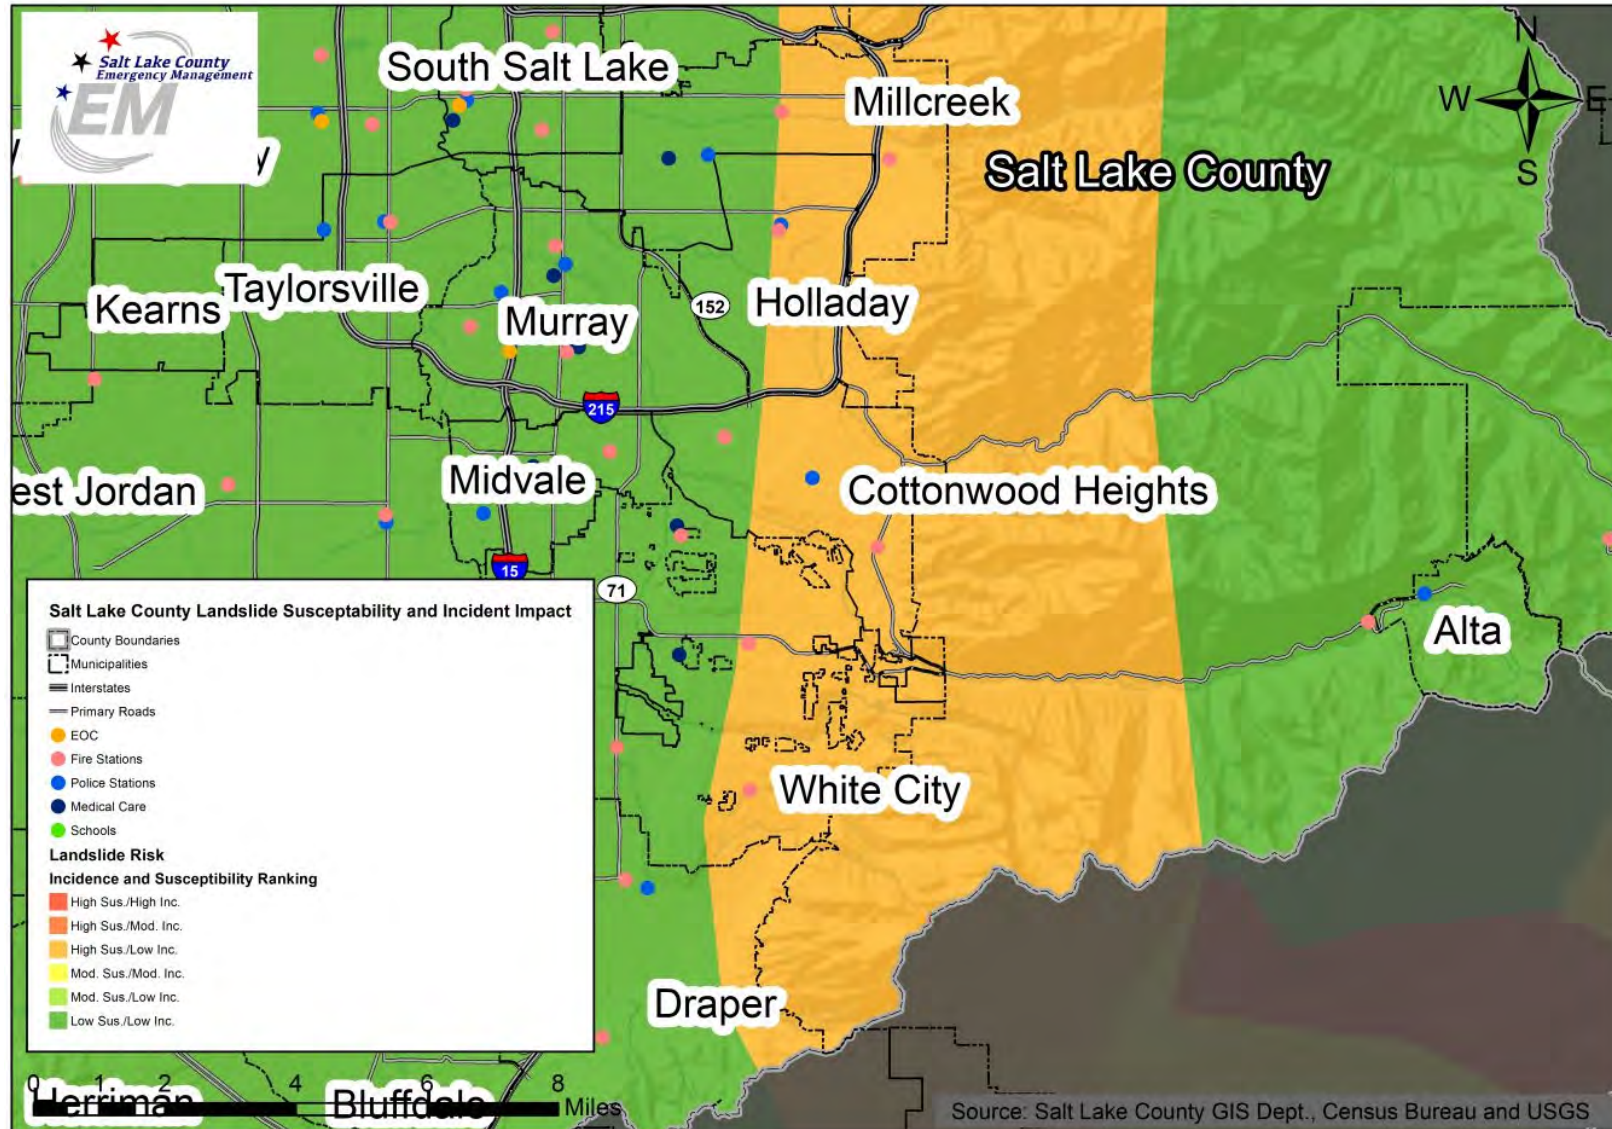 Salt Lake County
Emergency Management
EM
South Salt Lake
Millcreek
Salt Lake County
N
W
E
S
Kearns
Taylorsville
Murray
152
Holladay
215
est Jordan
Midvale
Cottonwood Heights
15
71
Alta
White City
Draper
Salt Lake County Landslide Susceptability and Incident Impact
County Boundaries
Municipalities
Interstates
Primary Roads
EOC
Fire Stations
Police Stations
Medical Care
Schools
Landslide Risk
Incidence and Susceptibility Ranking
High Sus./High Inc.
High Sus./Mod. Inc.
High Sus./Low Inc.
Mod. Sus./Mod. Inc.
Mod. Sus./Low Inc.
Low Sus./Low Inc.
0 1 2 4 6 8
Miles
Herriman
Bluffdale
Source: Salt Lake County GIS Dept., Census Bureau and USGS